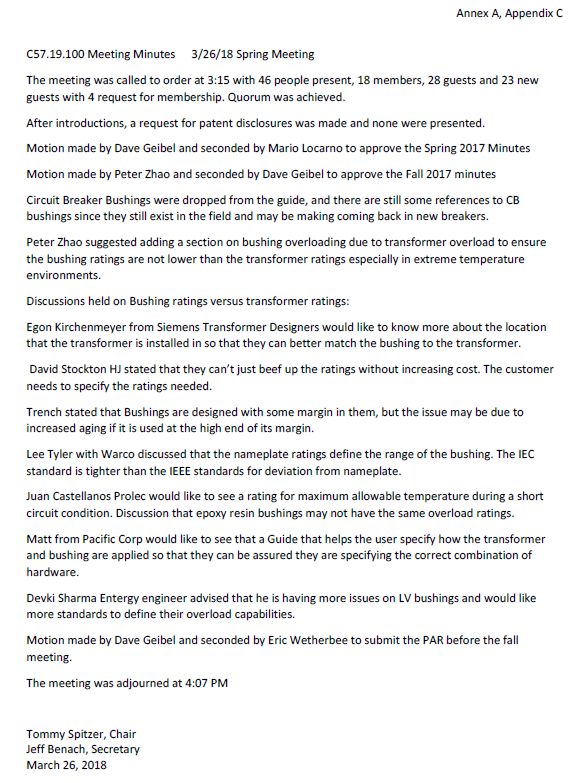 Annex A, Appendix C
C57.19.100 Meeting Minutes 3/26/18 Spring Meeting
The meeting was called to order at 3:15 with 46 people present, 18 members, 28 guests and 23 new
guests with 4 request for membership. Quorum was achieved.
After introductions, a request for patent disclosures was made and none were presented.
Motion made by Dave Geibel and seconded by Mario Locarno to approve the Spring 2017 Minutes
Motion made by Peter Zhao and seconded by Dave Geibel to approve the Fall 2017 minutes
Circuit Breaker Bushings were dropped from the guide, and there are still some references to CB
bushings since they still exist in the field and may be making coming back in new breakers.
Peter Zhao suggested adding a section on bushing overloading due to transformer overload to ensure
the bushing ratings are not lower than the transformer ratings especially in extreme temperature
environments.
Discussions held on Bushing ratings versus transformer ratings:
Egon Kirchenmeyer from Siemens Transformer Designers would like to know more about the location
that the transformer is installed in so that they can better match the bushing to the transformer.
David Stockton HJ stated that they can't just beef up the ratings without increasing cost. The customer
needs to specify the ratings needed.
Trench stated that Bushings are designed with some margin in them, but the issue may be due to
increased aging if it is used at the high end of its margin.
Lee Tyler with Warco discussed that the nameplate ratings define the range of the bushing. The IEC
standard is tighter than the IEEE standards for deviation from nameplate.
Juan Castellanos Prolec would like to see a rating for maximum allowable temperature during a short
circuit condition. Discussion that epoxy resin bushings may not have the same overload ratings.
Matt from Pacific Corp would like to see that a Guide that helps the user specify how the transformer
and bushing are applied so that they can be assured they are specifying the correct combination of
hardware.
Devki Sharma Entergy engineer advised that he is having more issues on LV bushings and would like
more standards to define their overload capabilities.
Motion made by Dave Geibel and seconded by Eric Wetherbee to submit the PAR before the fall
meeting.
The meeting was adjourned at 4:07 PM
Tommy Spitzer, Chair
Jeff Benach, Secretary
March 26, 2018